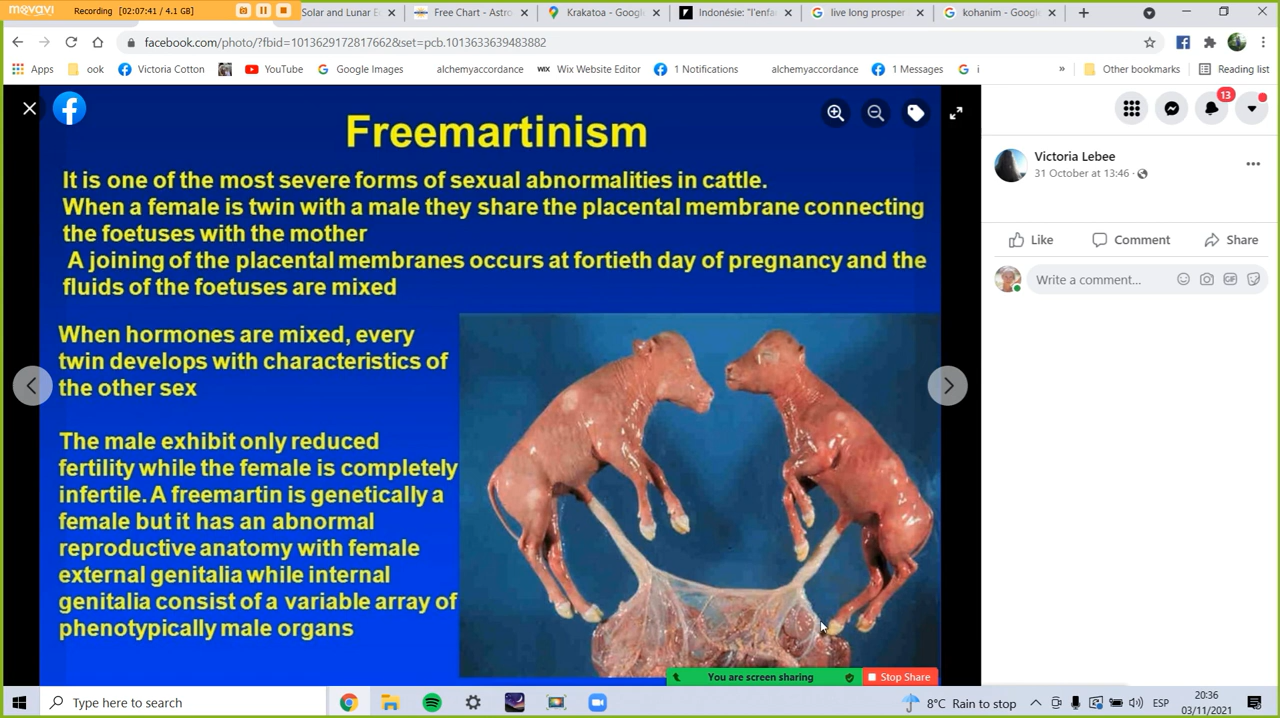 movavi
Recording [02:07:41 / 4.1 GB]
Solar and Lunar E
Free Chart - Astro
Krakatoa - Googl
Indonésie: "l'enfa
live long prosper
kohanim - Googl
facebook.com/photo/?fbid=1013629172817662&set=pcb.1013633639483882
Apps
ook
Victoria Cotton
YouTube
Google Images
alchemyaccordance
WIX
Wix Website Editor
1 Notifications
alchemyaccordance
1 Messages
i
»
Other bookmarks
Reading list
Freemartinism
It is one of the most severe forms of sexual abnormalities in cattle.
When a female is twin with a male they share the placental membrane connecting
the foetuses with the mother
A joining of the placental membranes occurs at fortieth day of pregnancy and the
fluids of the foetuses are mixed
When hormones are mixed, every
twin develops with characteristics of
the other sex
The male exhibit only reduced
fertility while the female is completely
infertile. A freemartin is genetically a
female but it has an abnormal
reproductive anatomy with female
external genitalia while internal
genitalia consist of a variable array of
phenotypically male organs
13
Victoria Lebee
31 October at 13:46 ·
Like
Comment
Share
Write a comment...
GIF
You are screen sharing
Stop Share
Type here to search
8°C Rain to stop
ESP
20:36
03/11/2021